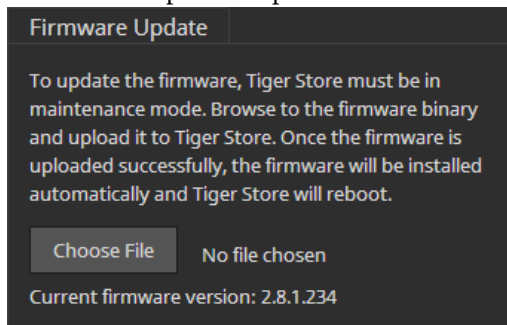 Firmware Update
To update the firmware, Tiger Store must be in
maintenance mode. Browse to the firmware binary
and upload it to Tiger Store. Once the firmware is
uploaded successfully, the firmware will be installed
automatically and Tiger Store will reboot.
Choose File No file chosen
Current firmware version: 2.8.1.234